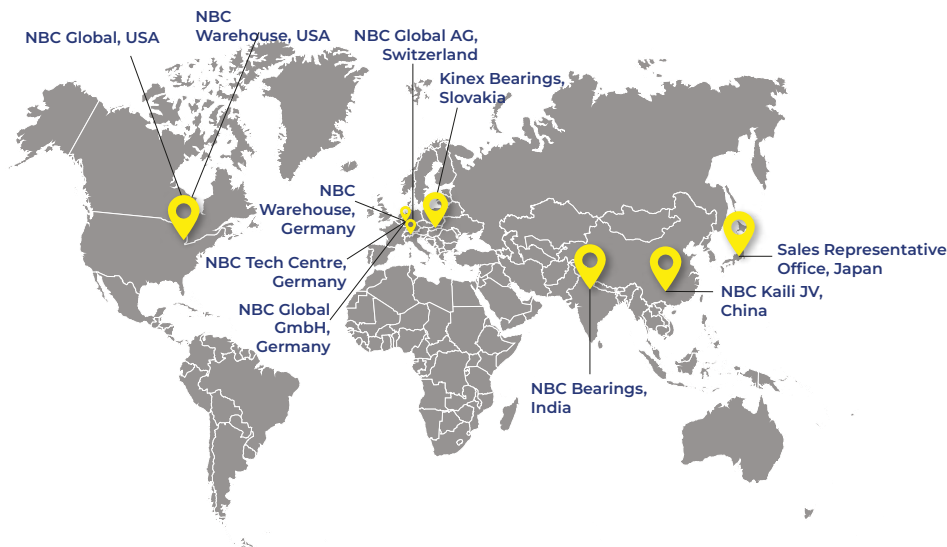 NBC Global, USA
NBC
Warehouse, USA
NBC Global AG,
Switzerland
Kinex Bearings,
Slovakia
NBC
Warehouse,
Germany
NBC Tech Centre,
Germany
NBC Global
GmbH,
Germany
Sales Representative
Office, Japan
NBC Kaili JV,
China
NBC Bearings,
India